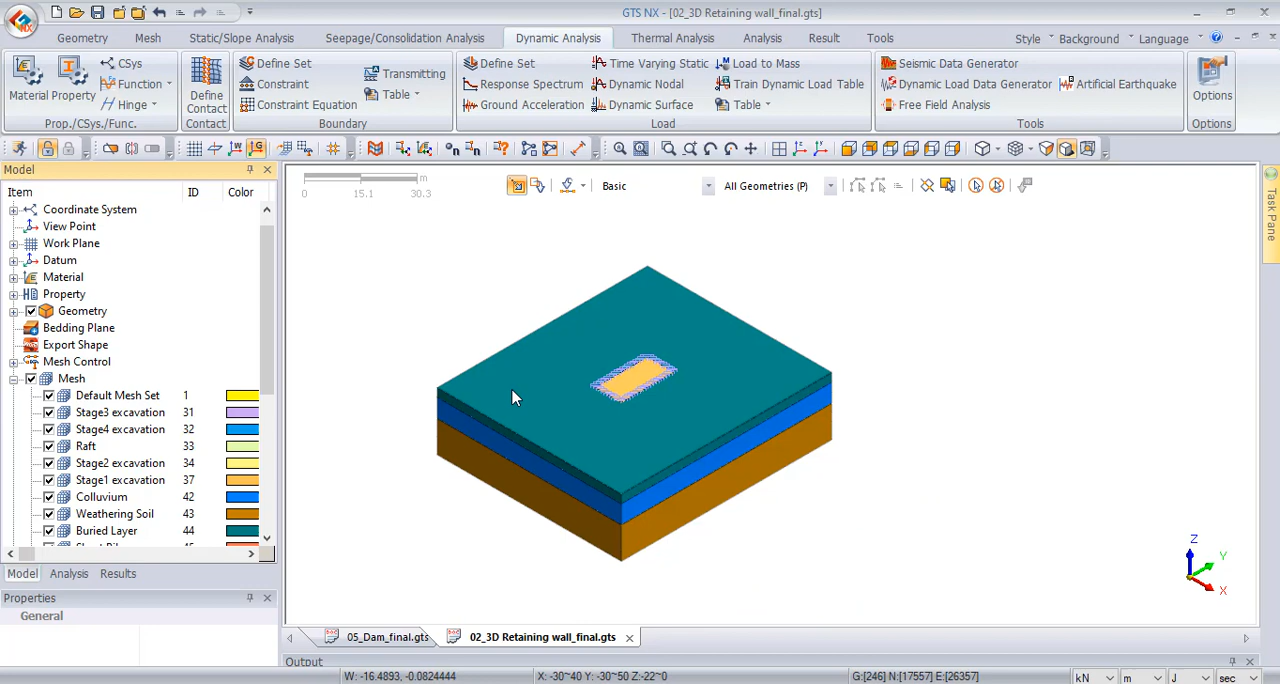 GTS NX - [02_3D Retaining wall_final.gts]
Geometry Mesh Static/Slope Analysis Seepage/Consolidation Analysis Dynamic Analysis Thermal Analysis Analysis Result Tools Style Background Language
CSys Define Set Define Set Time Varying Static Load to Mass Seismic Data Generator
Function Constraint Transmitting Response Spectrum Dynamic Nodal Train Dynamic Load Table Dynamic Load Data Generator Artificial Earthquake
Material Property Hinge Define Contact Constraint Equation Table Ground Acceleration Dynamic Surface Table Free Field Analysis Options
Prop./CSys./Func. Contact Boundary Load Tools Options
Model
Item ID Color
Coordinate System
View Point
Work Plane
Datum
Material
Property
Geometry
Bedding Plane
Export Shape
Mesh Control
Mesh
Default Mesh Set 1
Stage3 excavation 31
Stage4 excavation 32
Raft 33
Stage2 excavation 34
Stage1 excavation 37
Colluvium 42
Weathering Soil 43
Buried Layer 44
Model Analysis Results
Properties
General
m
0 15.1 30.3
Basic All Geometries (P)
Task Pane
Z
Y
X
05_Dam_final.gts 02_3D Retaining wall_final.gts
Output
W: -16.4893, -0.0824444 X: -30~40 Y: -30~50 Z:-22~0 G:[246] N:[17557] E:[26357] kN m J sec